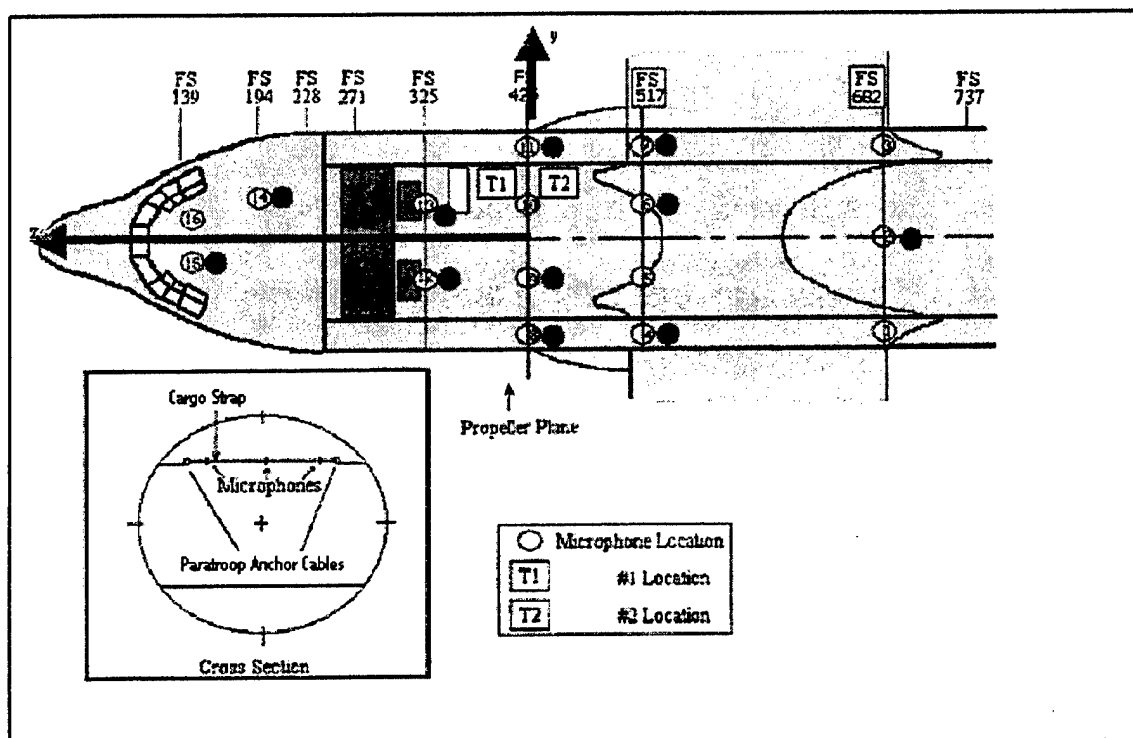 y
FS 139
FS 194
FS 228
FS 271
FS 325
FS 517
FS 682
FS 737
T1
T2
14
16
15
Propeller Plane
Cargo Strap
Microphones
Paratroop Anchor Cables
Cross Section
Microphone Location
T1 #1 Location
T2 #2 Location